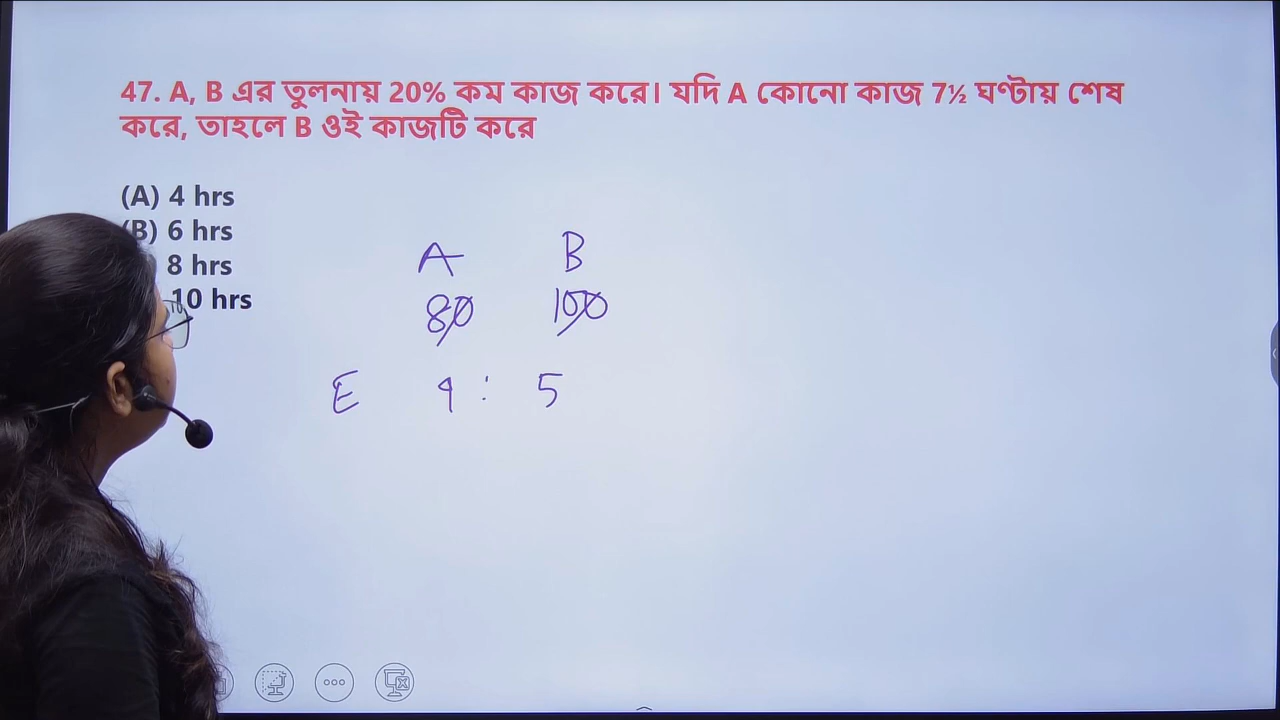 47. A, B এর তুলনায় 20% কম কাজ করে। যদি A কোনো কাজ 7½ ঘণ্টায় শেষ
করে, তাহলে B ওই কাজটি করে
(A) 4 hrs
(B) 6 hrs
8 hrs
10 hrs
A B
80 100
E 4 : 5